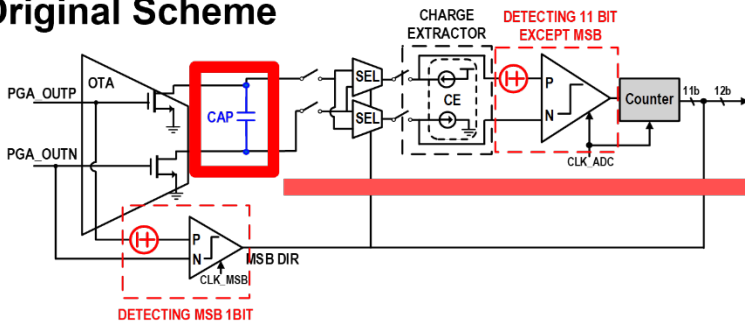 Original Scheme
CHARGE
EXTRACTOR
DETECTING 11 BIT
EXCEPT MSB
OTA
PGA_OUTP
CAP
SEL
SEL
CE
P
N
Counter
11b
12b
CLK_ADC
PGA_OUTN
P
N
MSB DIR
CLK_MSB
DETECTING MSB 1BIT